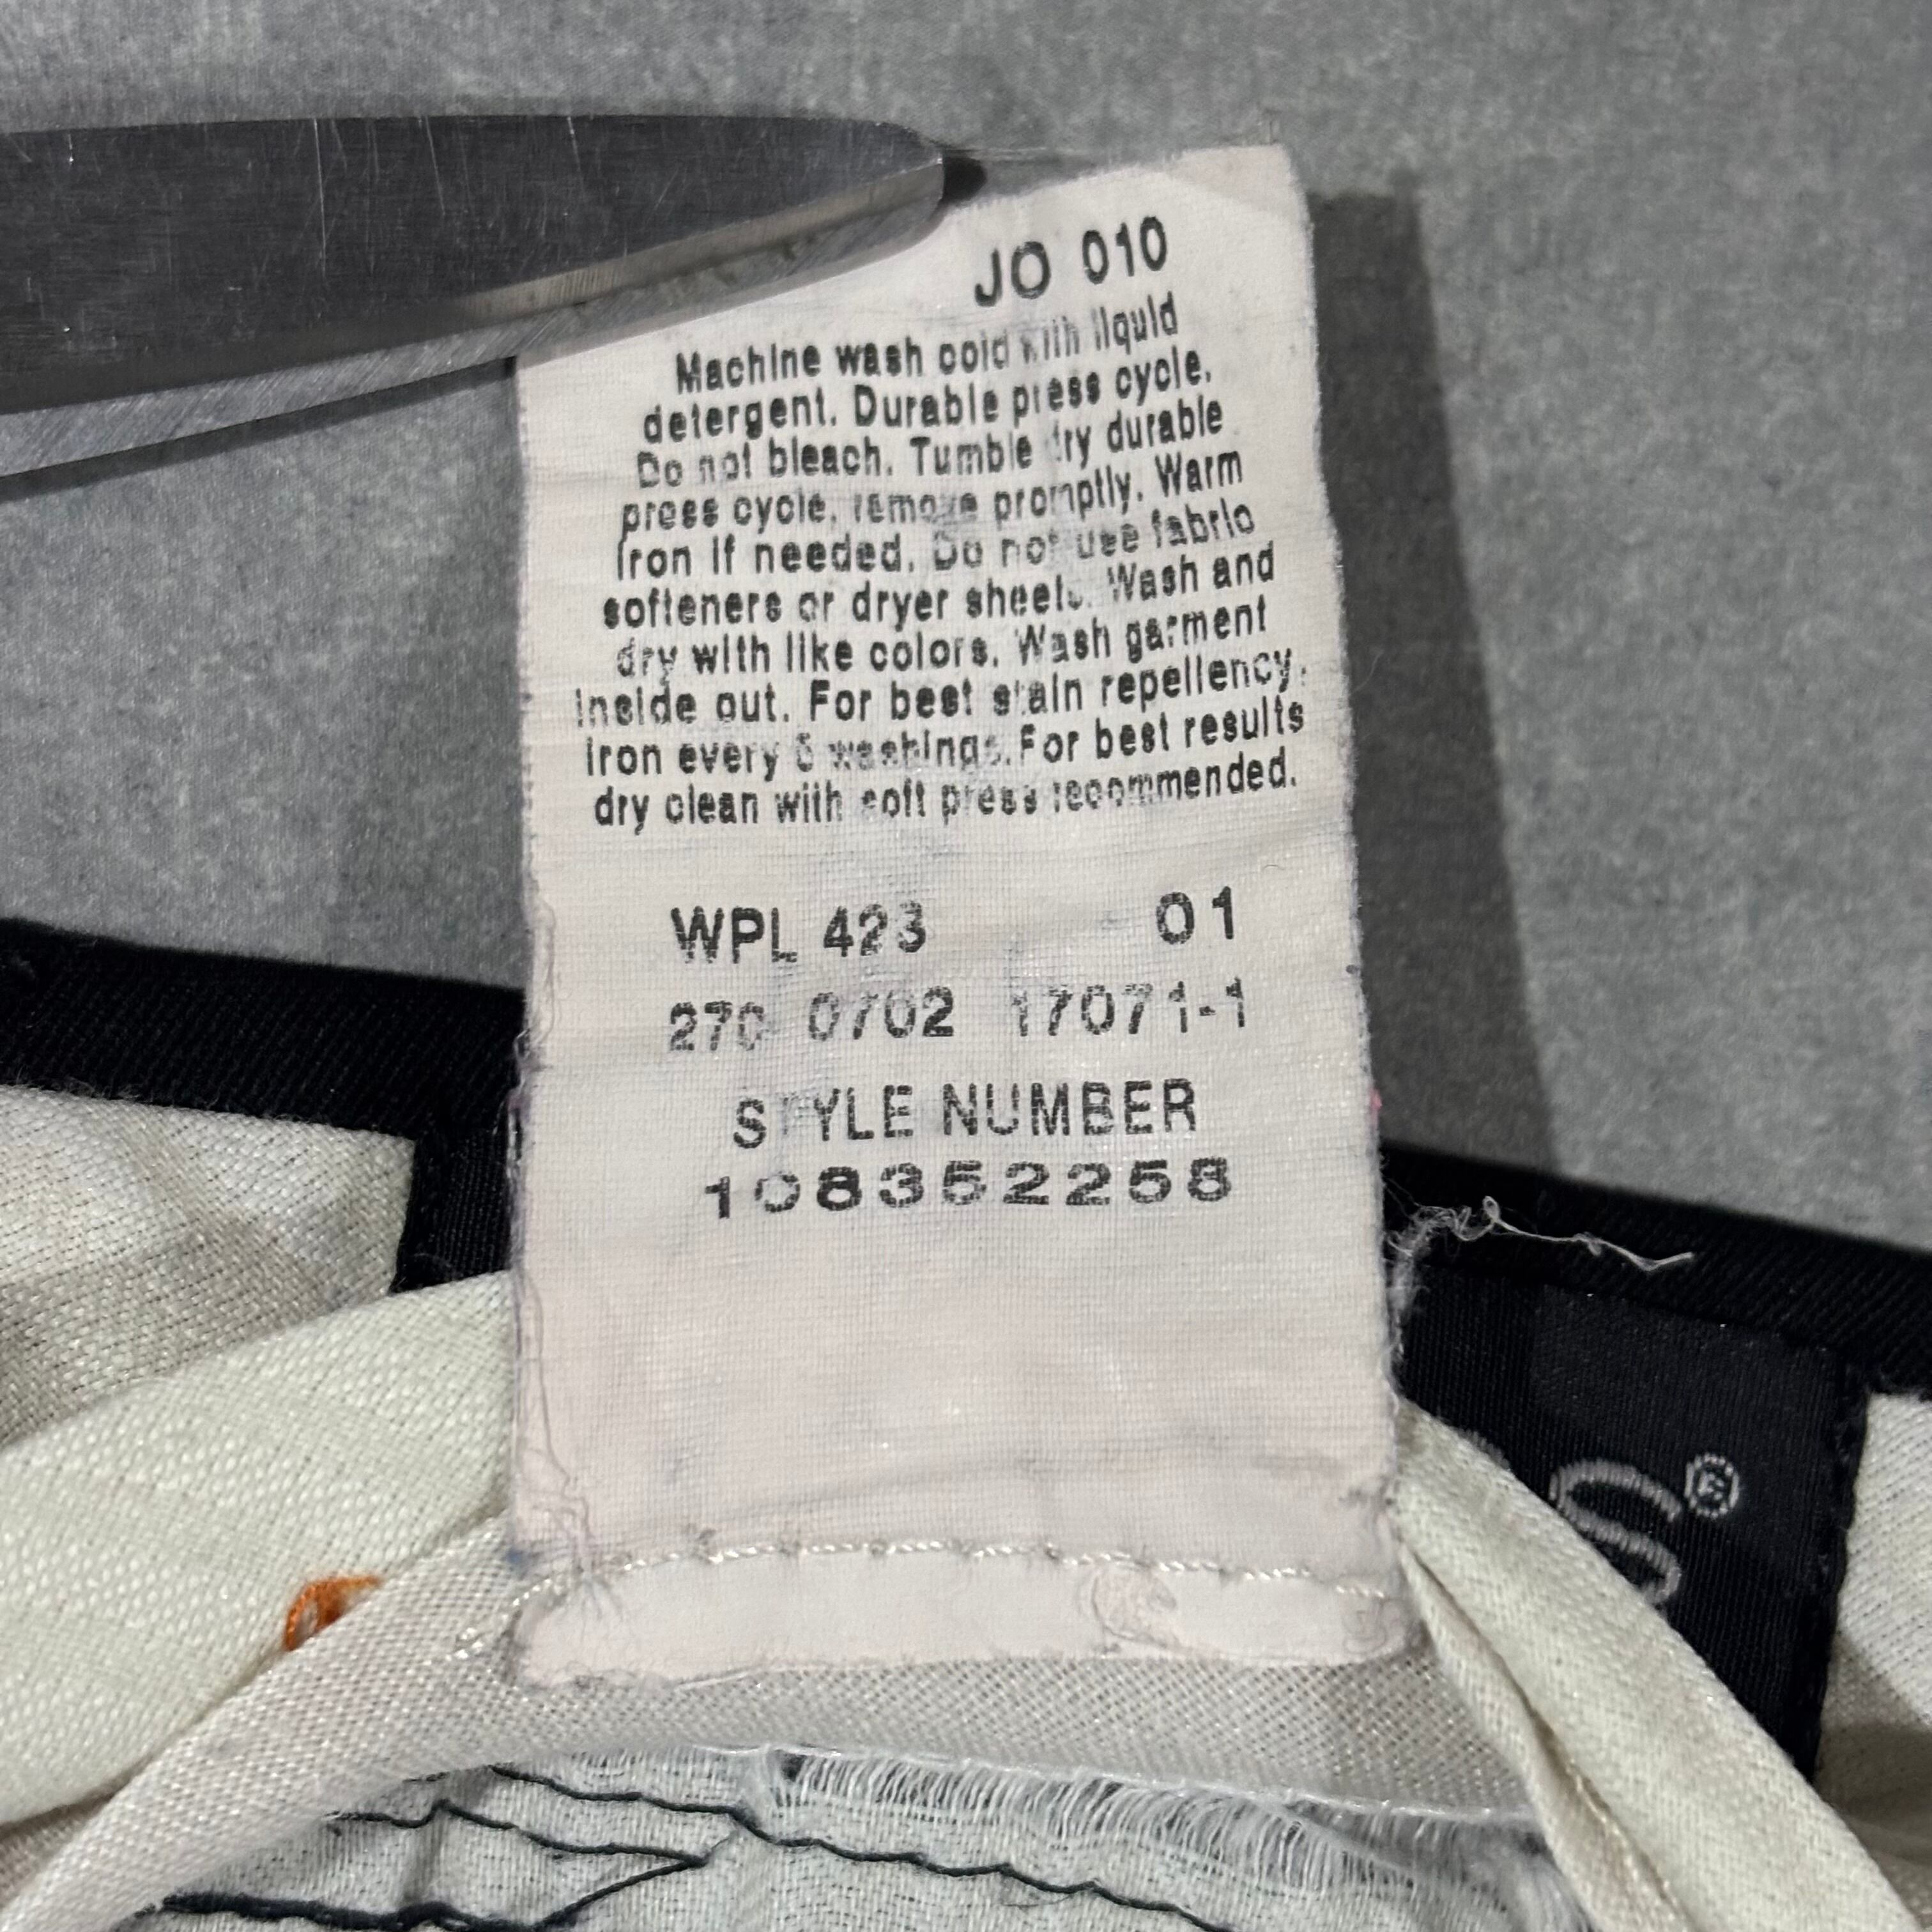 JO 010
Machine wash cold with liquid
detergent. Durable press cycle.
Do not bleach. Tumble dry durable
press cycle, remove promptly. Warm
iron if needed. Do not use fabric
softeners or dryer sheets. Wash and
dry with like colors. Wash garment
inside out. For best stain repellency,
iron every 5 washings. For best results
dry clean with soft press recommended.
WPL 423 01
270 0702 17071-1
STYLE NUMBER
108352258
S®